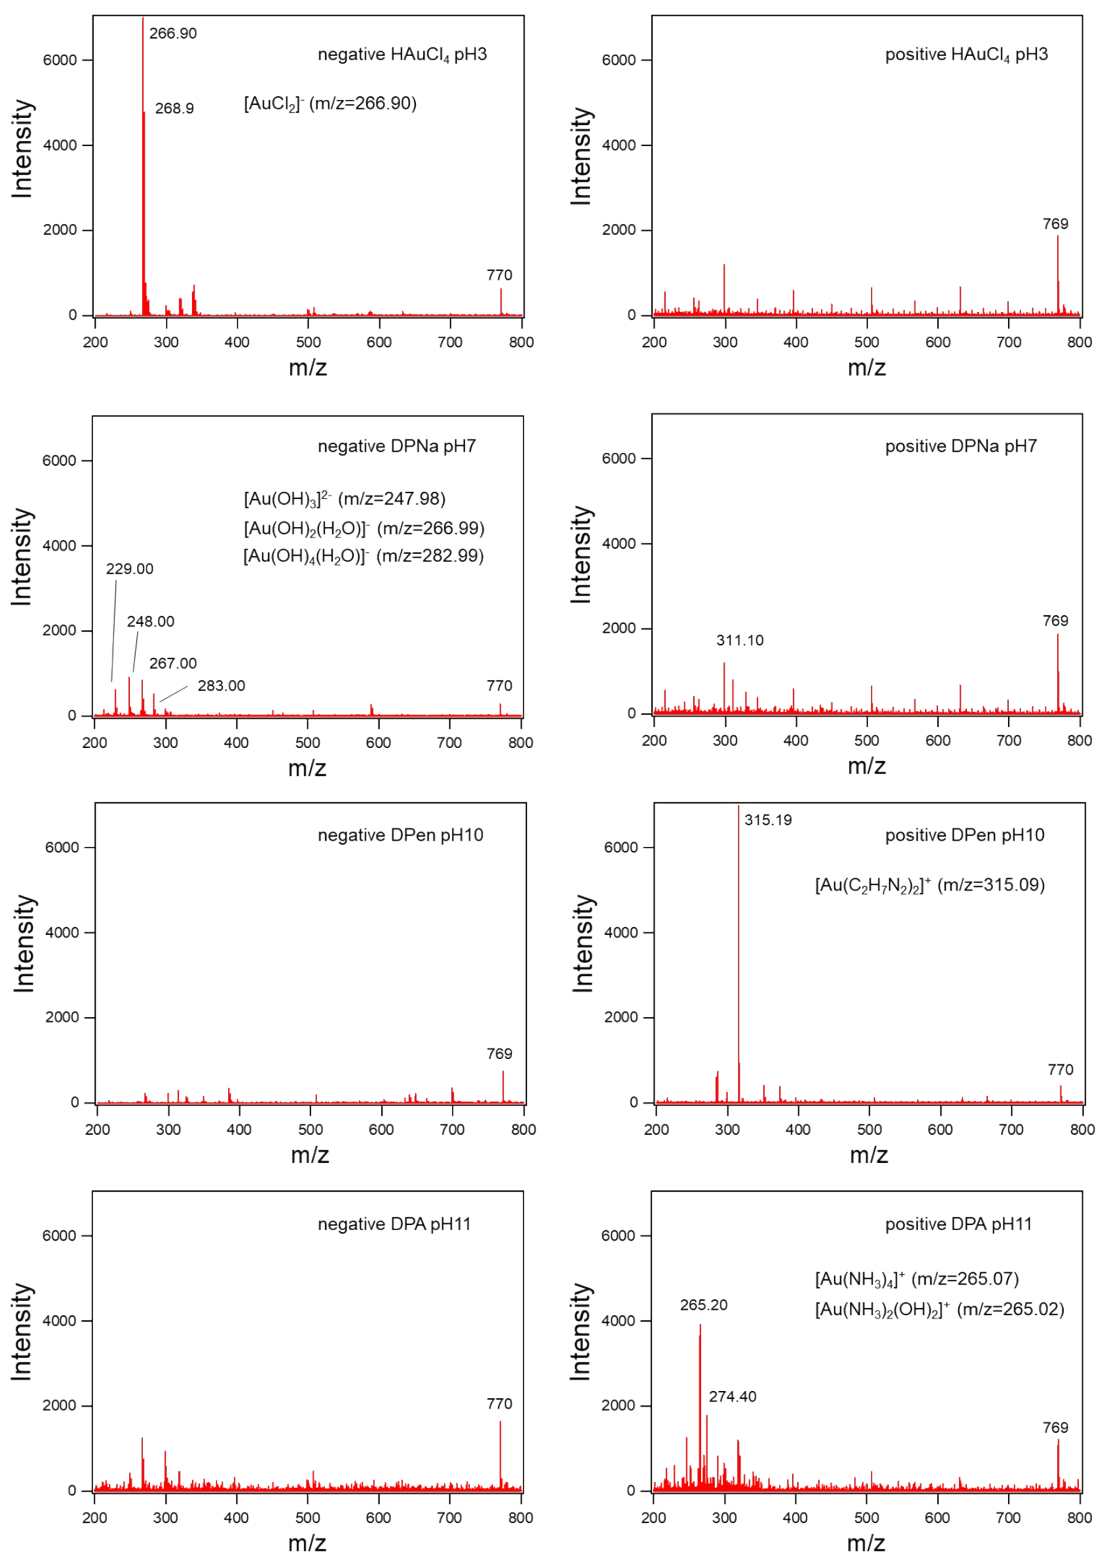 266.90
negative HAuCl₄ pH3
[AuCl₂]⁻ (m/z=266.90)
268.9
770
6000
4000
2000
0
Intensity
200 300 400 500 600 700 800
m/z
positive HAuCl₄ pH3
769
6000
4000
2000
0
Intensity
200 300 400 500 600 700 800
m/z
negative DPNa pH7
[Au(OH)₃]²⁻ (m/z=247.98)
[Au(OH)₂(H₂O)]⁻ (m/z=266.99)
[Au(OH)₄(H₂O)]⁻ (m/z=282.99)
229.00
248.00
267.00
283.00
770
6000
4000
2000
0
Intensity
200 300 400 500 600 700 800
m/z
positive DPNa pH7
311.10
769
6000
4000
2000
0
Intensity
200 300 400 500 600 700 800
m/z
negative DPen pH10
769
6000
4000
2000
0
Intensity
200 300 400 500 600 700 800
m/z
315.19
positive DPen pH10
[Au(C₂H₇N₂)₂]⁺ (m/z=315.09)
770
6000
4000
2000
0
Intensity
200 300 400 500 600 700 800
m/z
negative DPA pH11
770
6000
4000
2000
0
Intensity
200 300 400 500 600 700 800
m/z
positive DPA pH11
[Au(NH₃)₄]⁺ (m/z=265.07)
[Au(NH₃)₂(OH)₂]⁺ (m/z=265.02)
265.20
274.40
769
6000
4000
2000
0
Intensity
200 300 400 500 600 700 800
m/z